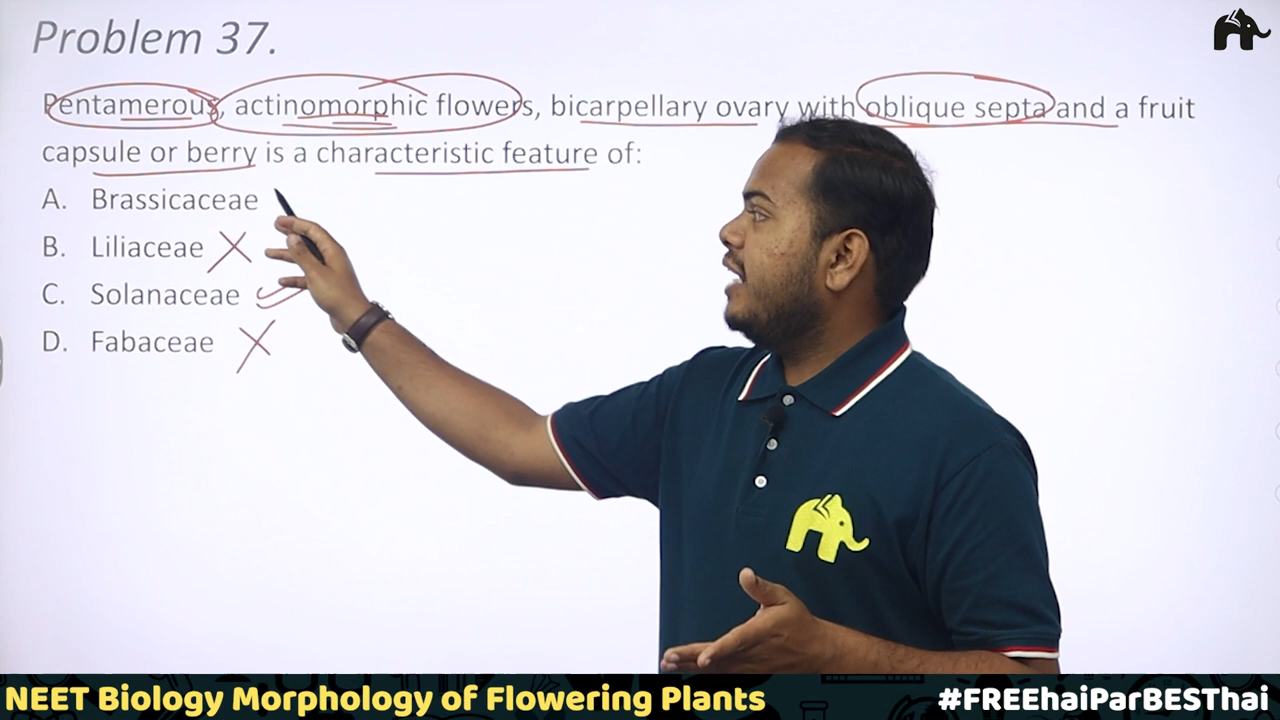 Problem 37.
Pentamerous, actinomorphic flowers, bicarpellary ovary with oblique septa and a fruit
capsule or berry is a characteristic feature of:
A. Brassicaceae
B. Liliaceae
C. Solanaceae
D. Fabaceae
NEET Biology Morphology of Flowering Plants #FREEhaiParBESThai